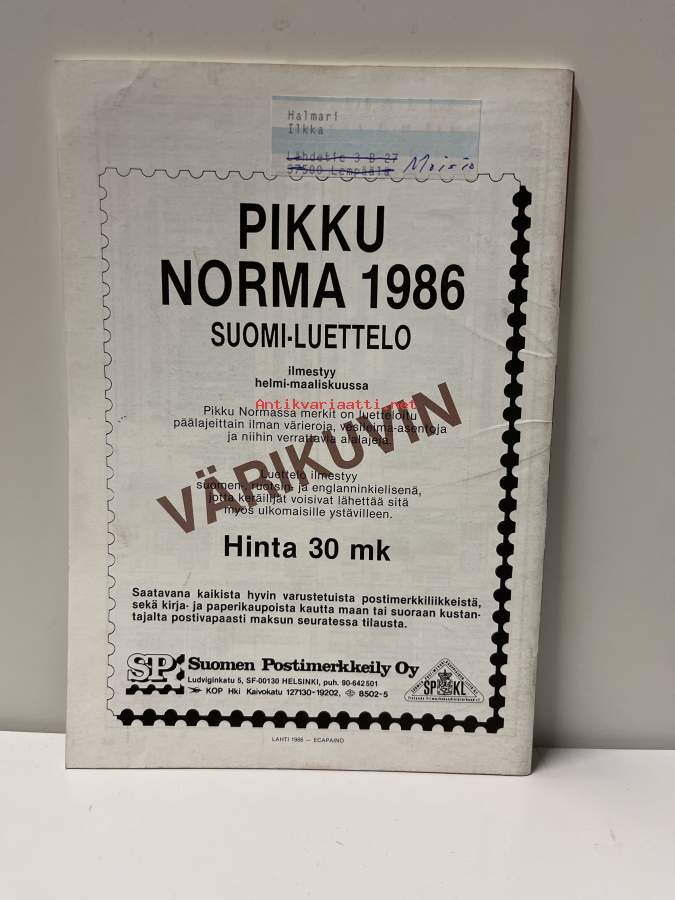 Halmari
Ilkka
Lähdetie 3 B 27
37500 Lempäälä Moisio
PIKKU
NORMA 1986
SUOMI-LUETTELO
ilmestyy
helmi-maaliskuussa
Antikvariaatti.net
Pikku Normassa merkit on luetteloitu
päälajeittain ilman värieroja, vesileima-asentoja
ja niihin verrattavia alalajeja.
VÄRIKUVIN
Luettelo ilmestyy
suomen-, ruotsin- ja englanninkielisenä,
jotta keräilijät voisivat lähettää sitä
myös ulkomaisille ystävilleen.
Hinta 30 mk
Saatavana kaikista hyvin varustetuista postimerkkiliikkeistä,
sekä kirja- ja paperikaupoista kautta maan tai suoraan kustan-
tajalta postivapaasti maksun seuratessa tilausta.
SP Suomen Postimerkkeily Oy
Ludviginkatu 5, SF-00130 HELSINKI, puh. 90-642 501
KOP Hki Kaivokatu 127130-19202, 8502-5
SP KL
LAHTI 1986 — ECAPAINO